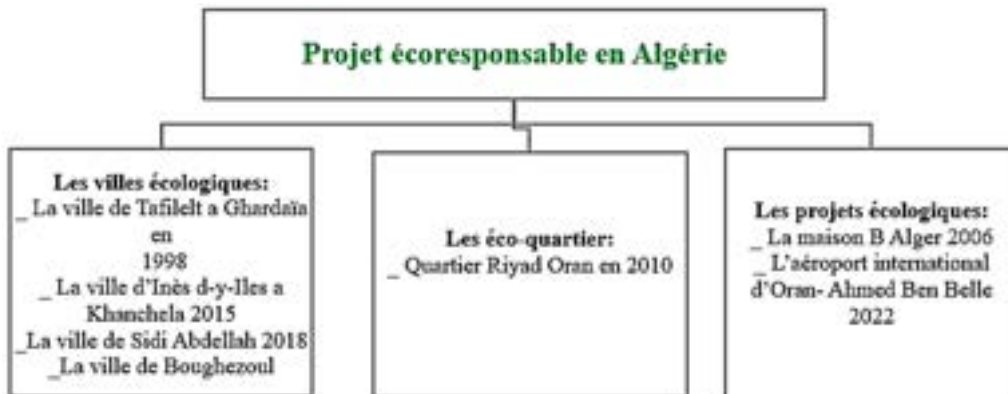 Projet écoresponsable en Algérie
Les villes écologiques:
_ La ville de Tafilelt a Ghardaïa
en
1998
_ La ville d'Inès d-y-Iles a
Khanchela 2015
_La ville de Sidi Abdellah 2018
_La ville de Boughezoul
Les éco-quartier:
_ Quartier Riyad Oran en 2010
Les projets écologiques:
_ La maison B Alger 2006
_ L'aéroport international
d'Oran- Ahmed Ben Belle
2022